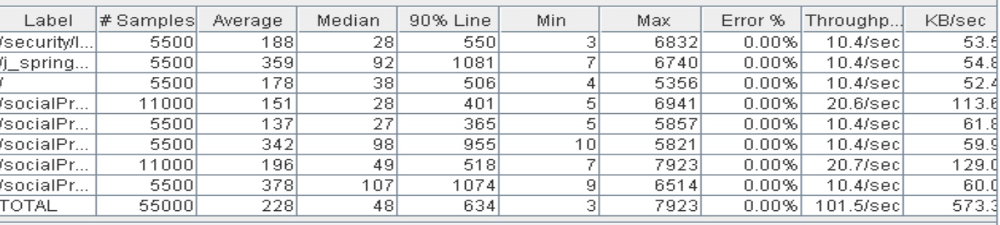 Label # Samples Average Median 90% Line Min Max Error % Throughp... KB/sec
/security/l... 5500 188 28 550 3 6832 0.00% 10.4/sec 53.5
/j_spring... 5500 359 92 1081 7 6740 0.00% 10.4/sec 54.8
/ 5500 178 38 506 4 5356 0.00% 10.4/sec 52.4
/socialPr... 11000 151 28 401 5 6941 0.00% 20.6/sec 113.6
/socialPr... 5500 137 27 365 5 5857 0.00% 10.4/sec 61.8
/socialPr... 5500 342 98 955 10 5821 0.00% 10.4/sec 59.9
/socialPr... 11000 196 49 518 7 7923 0.00% 20.7/sec 129.0
/socialPr... 5500 378 107 1074 9 6514 0.00% 10.4/sec 60.0
TOTAL 55000 228 48 634 3 7923 0.00% 101.5/sec 573.3